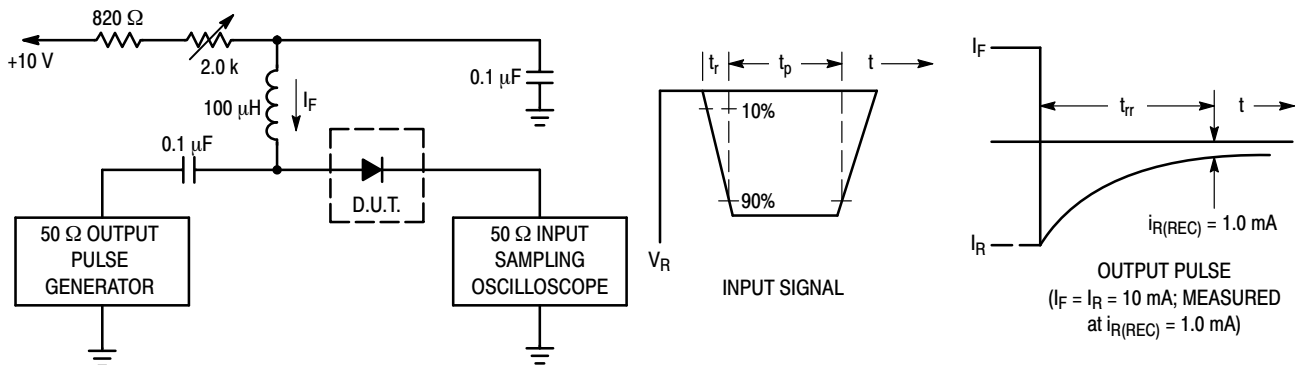 820 Ω
+10 V
2.0 k
100 μH
I_F
0.1 μF
0.1 μF
D.U.T.
50 Ω OUTPUT
PULSE
GENERATOR
50 Ω INPUT
SAMPLING
OSCILLOSCOPE
t_r
t_p
t
10%
90%
V_R
INPUT SIGNAL
I_F
t_rr
t
I_R
i_R(REC) = 1.0 mA
OUTPUT PULSE
(I_F = I_R = 10 mA; MEASURED
at i_R(REC) = 1.0 mA)